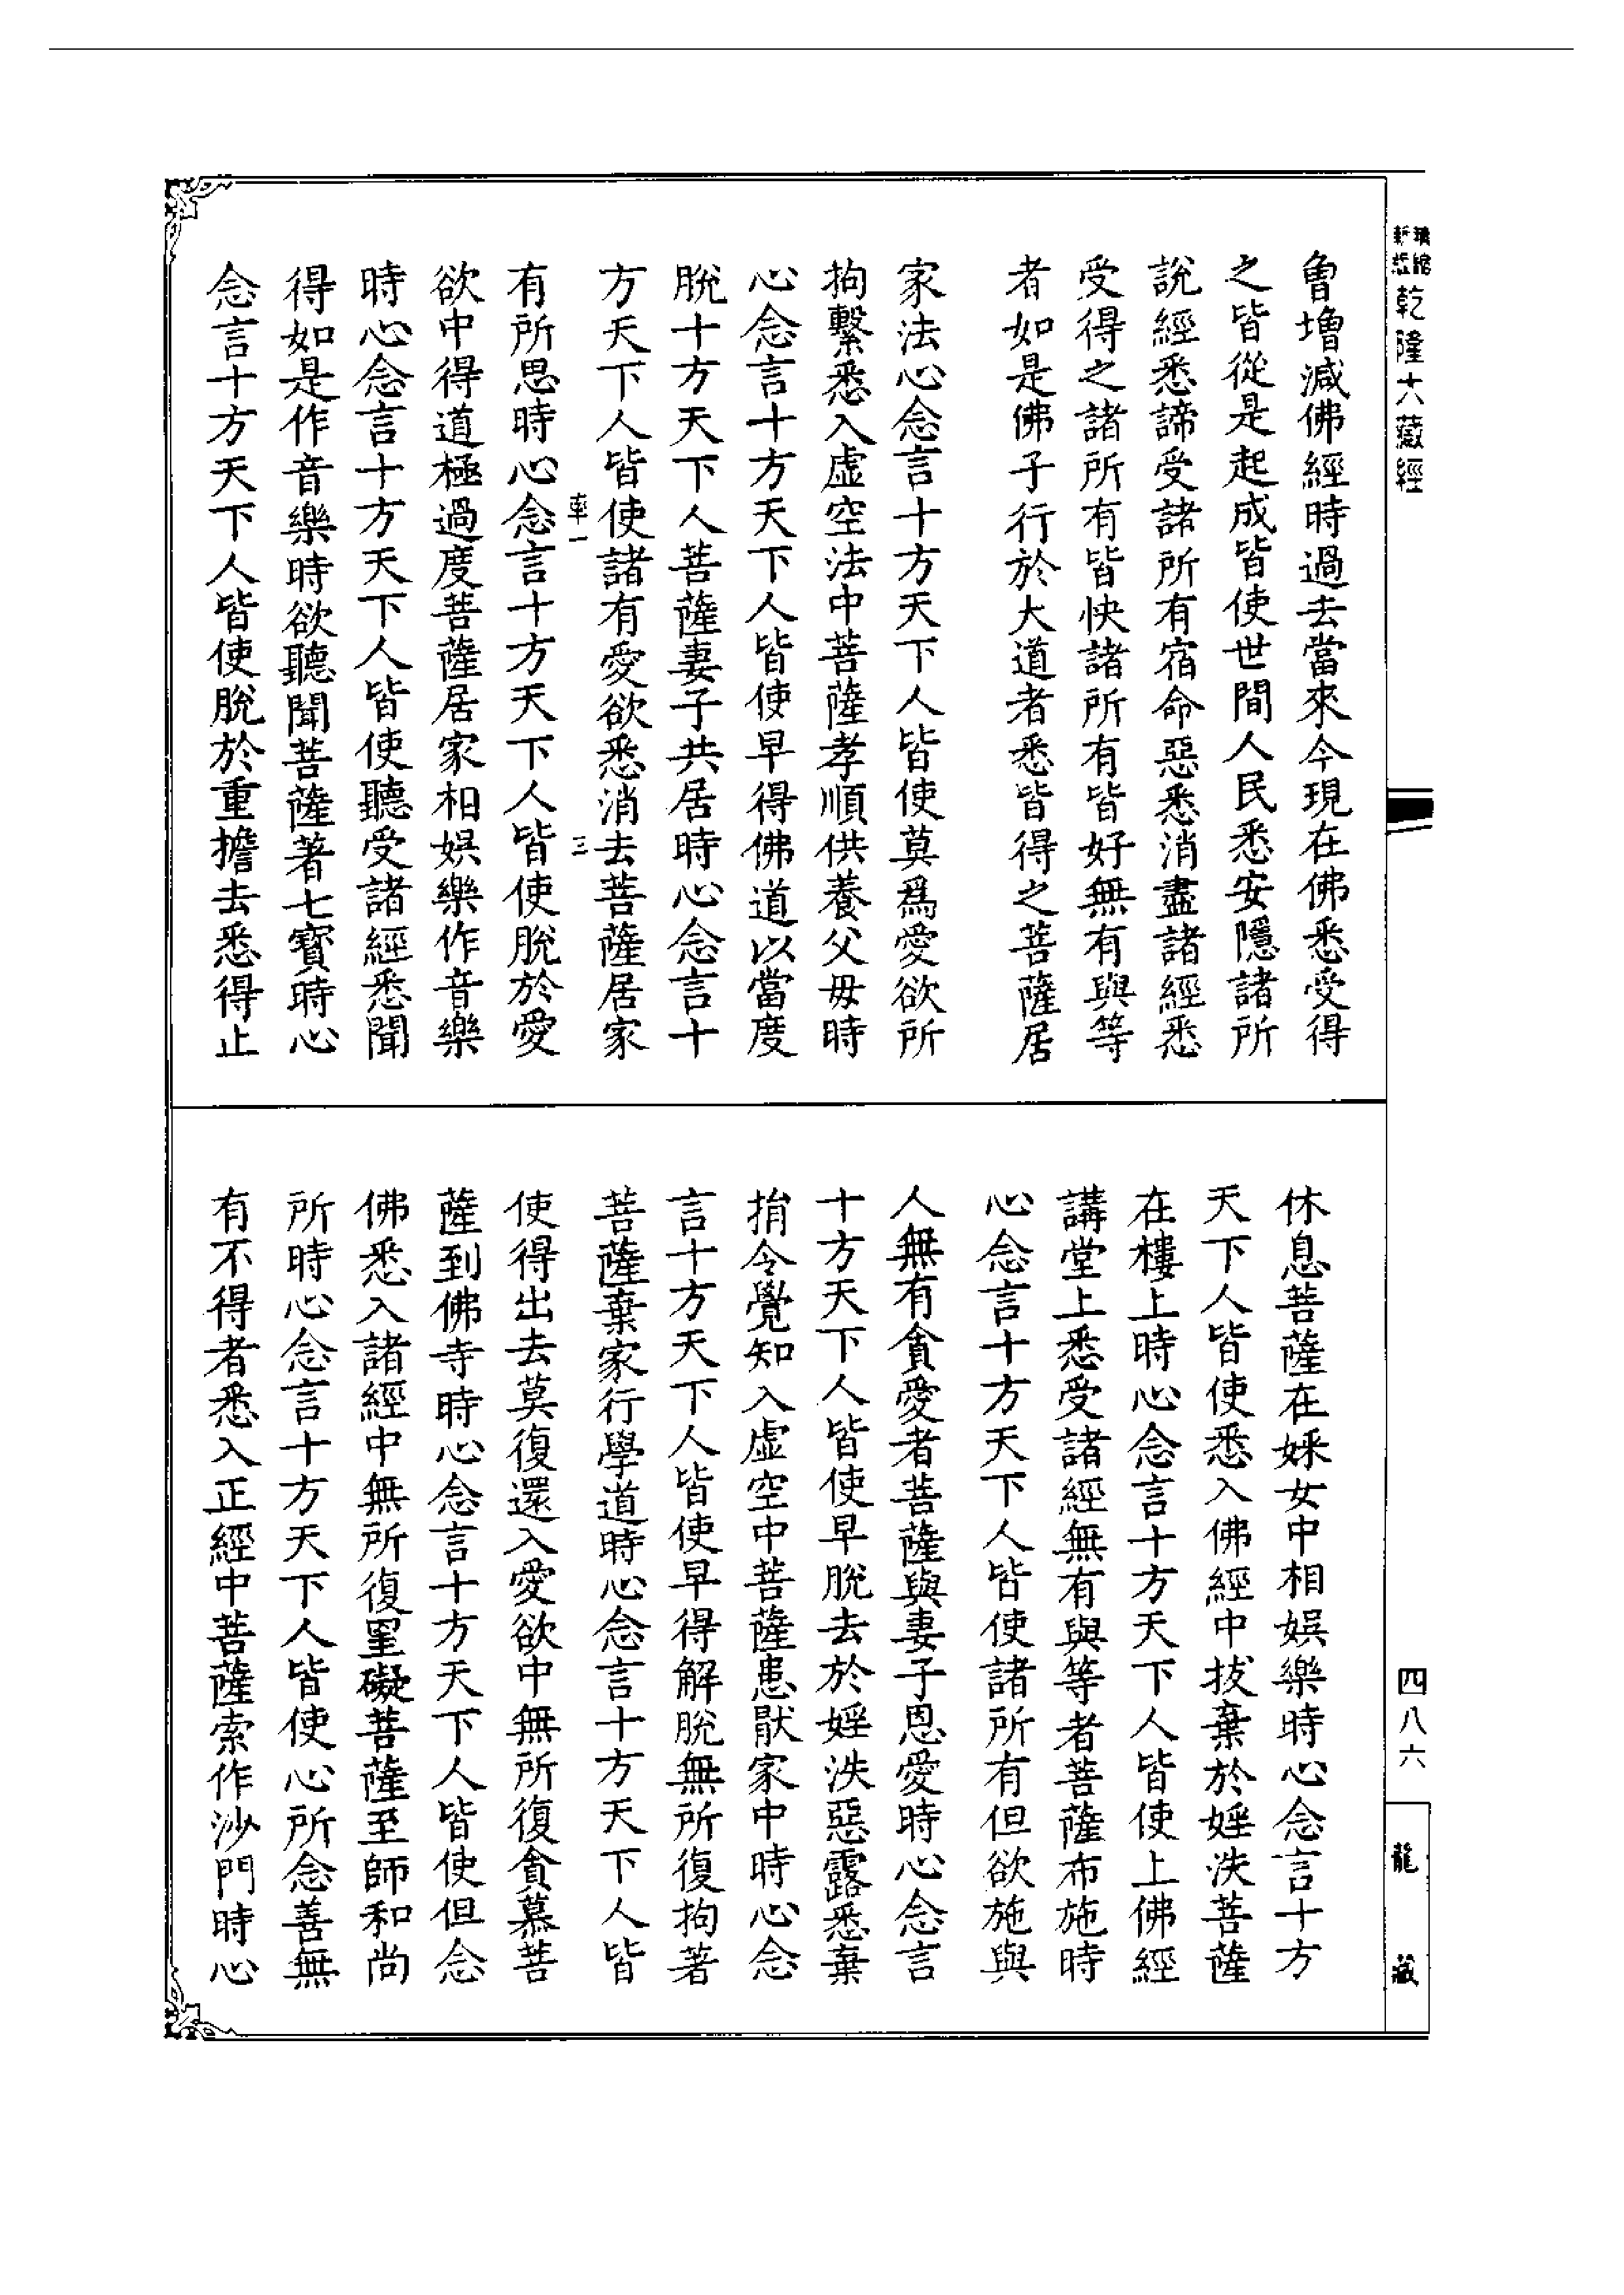 乾隆大藏經
曾增減佛經時過去當來今現在佛悉受得
之皆從是起成皆使世間人民悉安隱諸所
說經悉諦受諸所有宿命惡悉消盡諸經悉
受得之諸所有皆快諸所有皆好無有與等
者如是佛子行於大道者悉皆得之菩薩居
家法心念言十方天下人皆使莫爲愛欲所
拘繫悉入虛空法中菩薩孝順供養父母時
心念言十方天下人皆使早得佛道以當度
脫十方天下人菩薩妻子共居時心念言十
方天下人皆使諸有愛欲悉消去菩薩居家
率一 三
有所思時心念言十方天下人皆使脫於愛
欲中得道極過度菩薩居家相娛樂作音樂
時心念言十方天下人皆使聽受諸經悉聞
得如是作音樂時欲聽聞菩薩著七寶時心
念言十方天下人皆使脫於重擔去悉得止
休息菩薩在婇女中相娛樂時心念言十方
天下人皆使悉入佛經中拔棄於婬泆菩薩
在樓上時心念言十方天下人皆使上佛經
講堂上悉受諸經無有與等者菩薩布施時
心念言十方天下人皆使諸所有但欲施與
人無有貪愛者菩薩與妻子恩愛時心念言
十方天下人皆使早脫去於婬泆惡露悉棄
捐令覺知入虛空中菩薩患猒家中時心念
言十方天下人皆使早得解脫無所復拘著
菩薩棄家行學道時心念言十方天下人皆
使得出去莫復還入愛欲中無所復貪慕菩
薩到佛寺時心念言十方天下人皆使但念
佛悉入諸經中無所復罣礙菩薩至師和尚
所時心念言十方天下人皆使心所念善無
有不得者悉入正經中菩薩索作沙門時心
四八六
龍藏